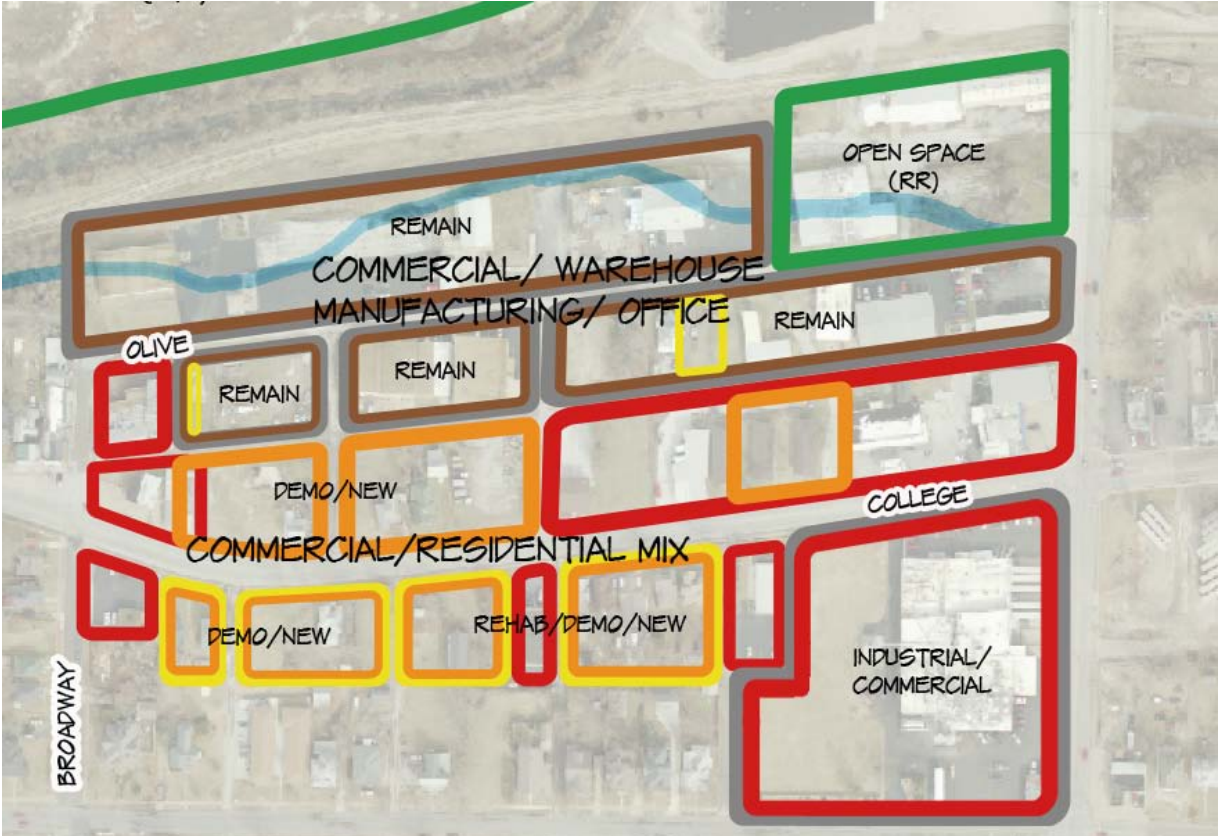 OPEN SPACE
(RR)
REMAIN
COMMERCIAL/ WAREHOUSE
MANUFACTURING/ OFFICE
REMAIN
OLIVE
REMAIN
REMAIN
DEMO/NEW
COLLEGE
COMMERCIAL/RESIDENTIAL MIX
DEMO/NEW
REHAB/DEMO/NEW
INDUSTRIAL/
COMMERCIAL
BROADWAY